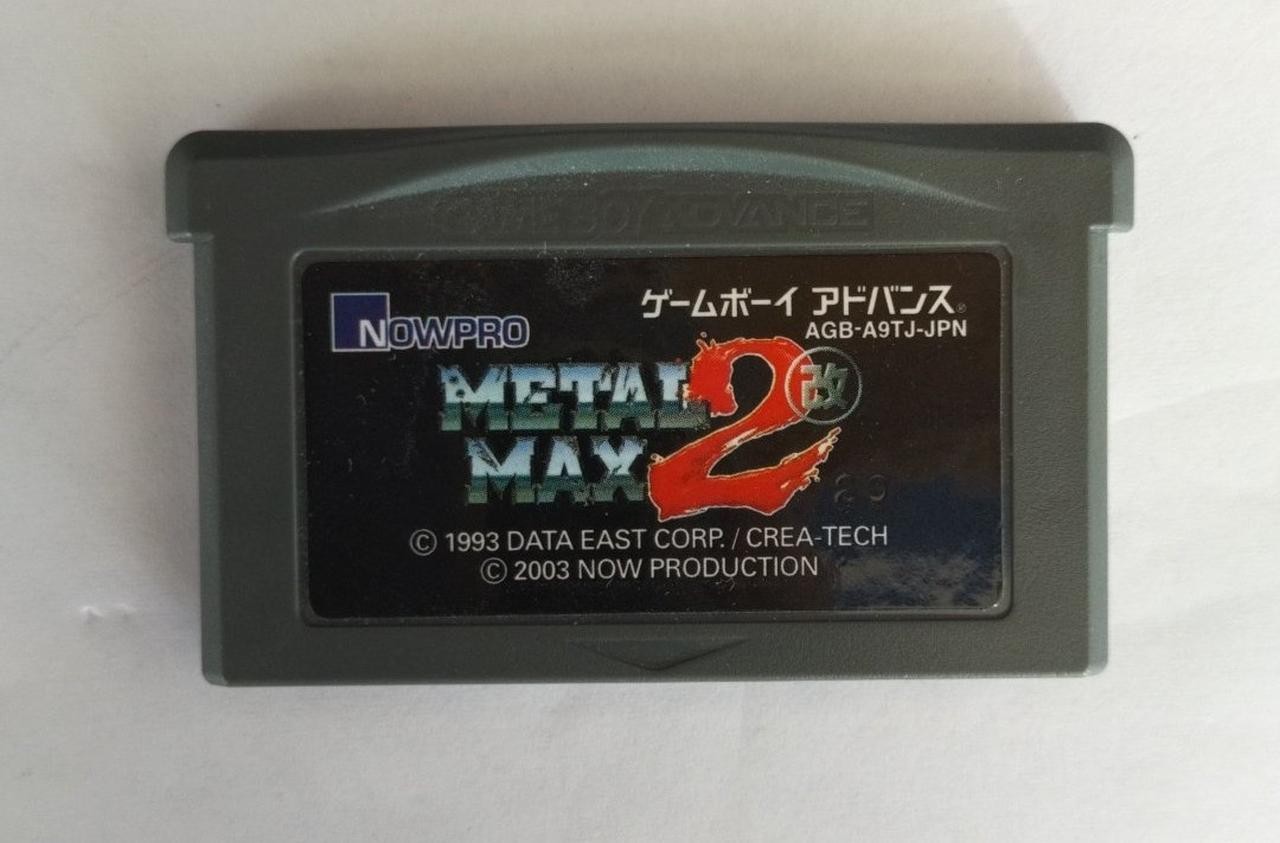 GAME BOY ADVANCE
NOWPRO
ゲームボーイ アドバンス®
AGB-A9TJ-JPN
METAL
MAX 2 改
20
© 1993 DATA EAST CORP. / CREA-TECH
© 2003 NOW PRODUCTION